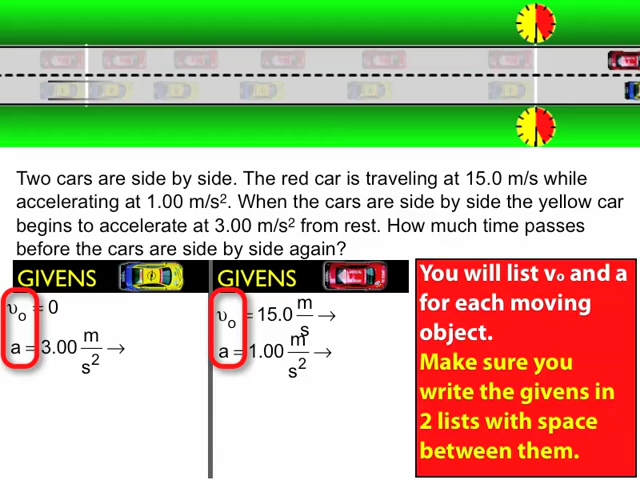 Two cars are side by side. The red car is traveling at 15.0 m/s while
accelerating at 1.00 m/s². When the cars are side by side the yellow car
begins to accelerate at 3.00 m/s² from rest. How much time passes
before the cars are side by side again?
GIVENS
υₒ = 0
a = 3.00 m/s² →
GIVENS
υₒ = 15.0 m/s →
a = 1.00 m/s² →
You will list vₒ and a
for each moving
object.
Make sure you
write the givens in
2 lists with space
between them.